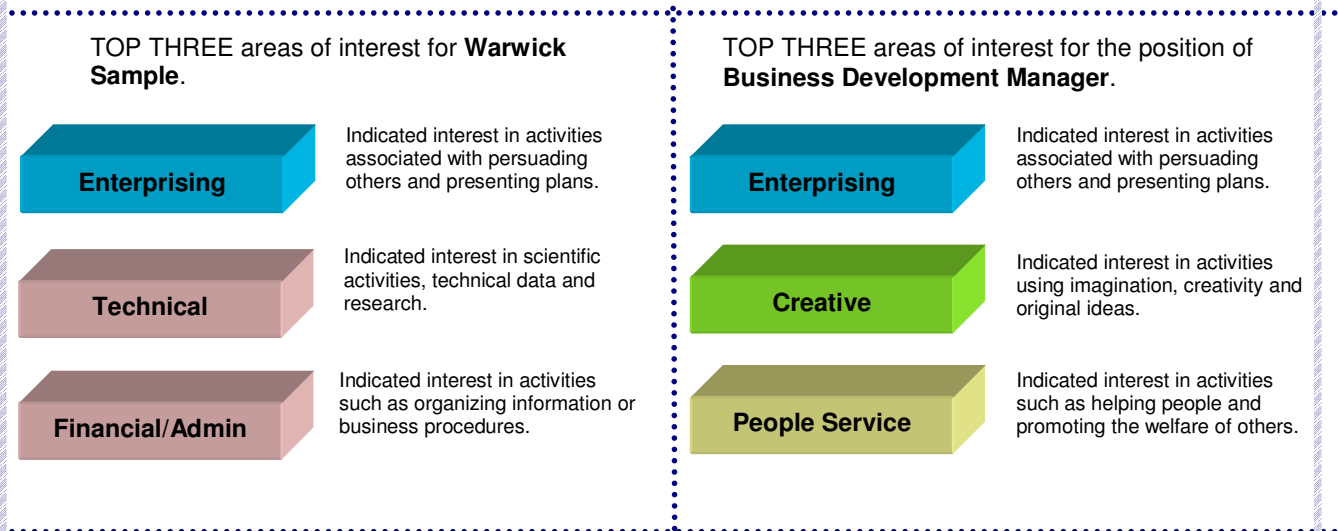 TOP THREE areas of interest for Warwick
Sample.
Enterprising
Indicated interest in activities
associated with persuading
others and presenting plans.
Technical
Indicated interest in scientific
activities, technical data and
research.
Financial/Admin
Indicated interest in activities
such as organizing information or
business procedures.
TOP THREE areas of interest for the position of
Business Development Manager.
Enterprising
Indicated interest in activities
associated with persuading
others and presenting plans.
Creative
Indicated interest in activities
using imagination, creativity and
original ideas.
People Service
Indicated interest in activities
such as helping people and
promoting the welfare of others.